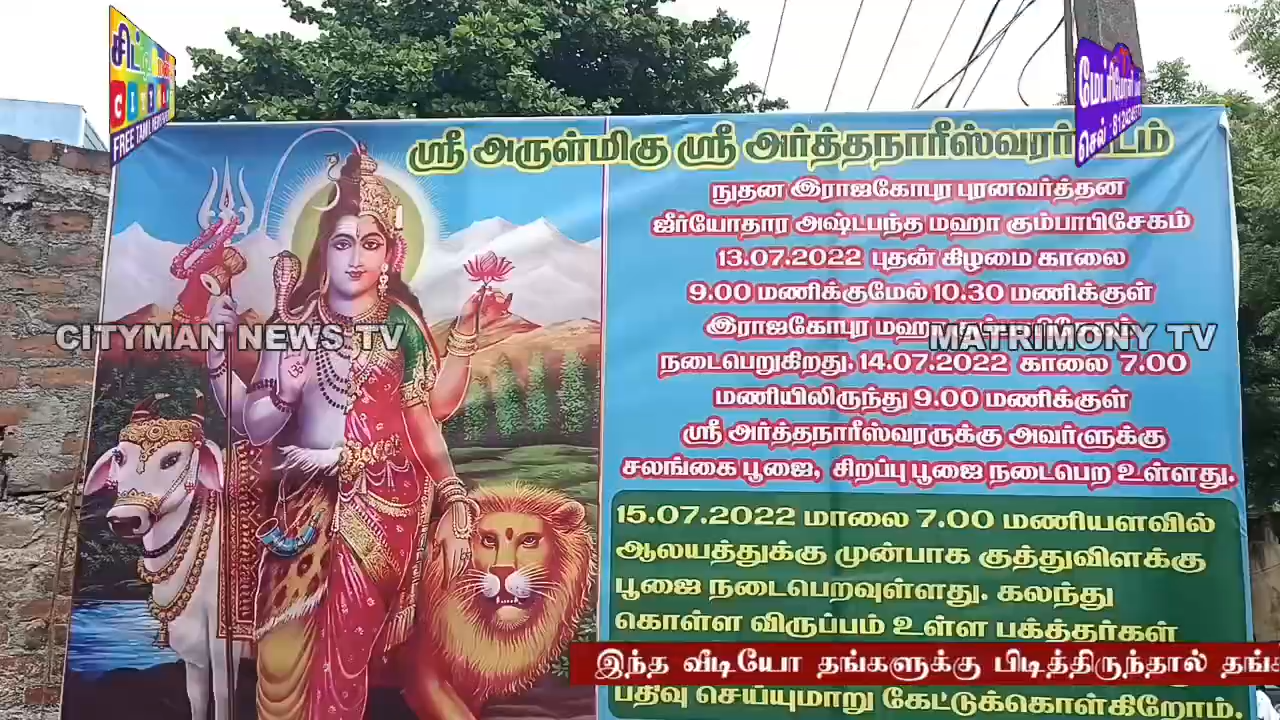 சிட்டி
CITYMAN
FREE TAMIL
மேட்ரிமோனி
செல் : 812424
ஸ்ரீ அருள்மிகு ஸ்ரீ அர்த்தநாரீஸ்வரர்
நுதன இராஜகோபுர புரனவர்த்தன
ஜீர்யோதார அஷ்டபந்த மஹா கும்பாபிசேகம்
13.07.2022 புதன் கிழமை காலை
9.00 மணிக்குமேல் 10.30 மணிக்குள்
இராஜகோபுர மஹா
CITYMAN NEWS TV
MATRIMONY TV
நடைபெறுகிறது. 14.07.2022 காலை 7.00
மணியிலிருந்து 9.00 மணிக்குள்
ஸ்ரீ அர்த்தநாரீஸ்வரருக்கு அவர்ளுக்கு
சலங்கை பூஜை, சிறப்பு பூஜை நடைபெற உள்ளது.
15.07.2022 மாலை 7.00 மணியளவில்
ஆலயத்துக்கு முன்பாக குத்துவிளக்கு
பூஜை நடைபெறவுள்ளது. கலந்து
கொள்ள விருப்பம் உள்ள பக்த்தர்கள்
இந்த வீடியோ தங்களுக்கு பிடித்திருந்தால்
பதிவு செய்யுமாறு கேட்டுக்கொள்கிறோம்.